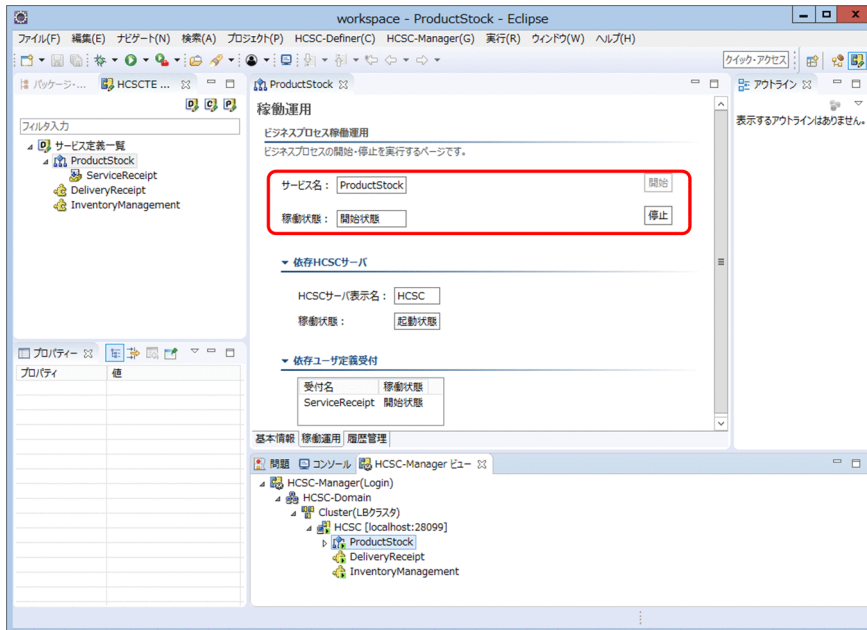 workspace - ProductStock - Eclipse
ファイル(F) 編集(E) ナビゲート(N) 検索(A) プロジェクト(P) HCSC-Definer(C) HCSC-Manager(G) 実行(R) ウィンドウ(W) ヘルプ(H)
クイック・アクセス
パッケージ・...
HCSCTE ...
フィルタ入力
サービス定義一覧
ProductStock
ServiceReceipt
DeliveryReceipt
InventoryManagement
プロパティー
プロパティ 値
ProductStock
稼働運用
ビジネスプロセス稼働運用
ビジネスプロセスの開始・停止を実行するページです。
サービス名： ProductStock 開始
稼働状態： 開始状態 停止
依存HCSCサーバ
HCSCサーバ表示名： HCSC
稼働状態： 起動状態
依存ユーザ定義受付
受付名 稼働状態
ServiceReceipt 開始状態
基本情報 稼働運用 履歴管理
アウトライン
表示するアウトラインはありません。
問題 コンソール HCSC-Manager ビュー
HCSC-Manager(Login)
HCSC-Domain
Cluster(LBクラスタ)
HCSC [localhost:28099]
ProductStock
DeliveryReceipt
InventoryManagement